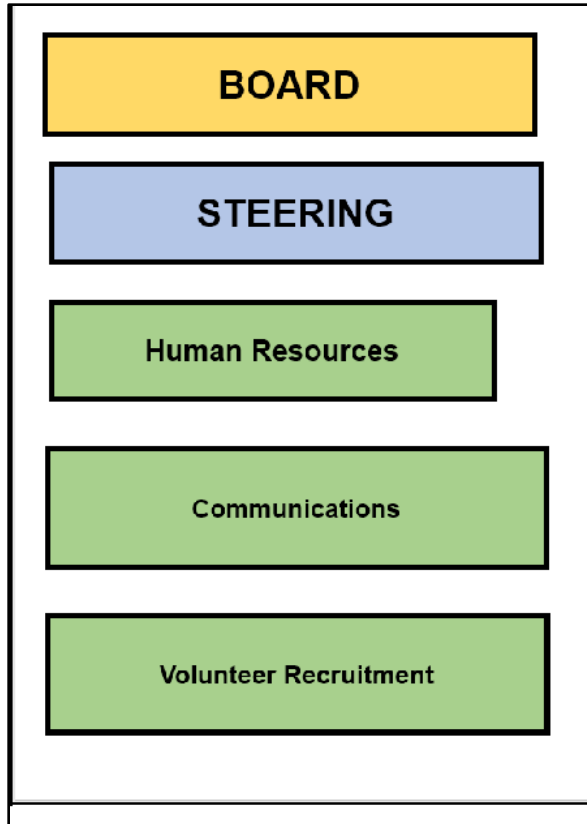 BOARD
STEERING
Human Resources
Communications
Volunteer Recruitment